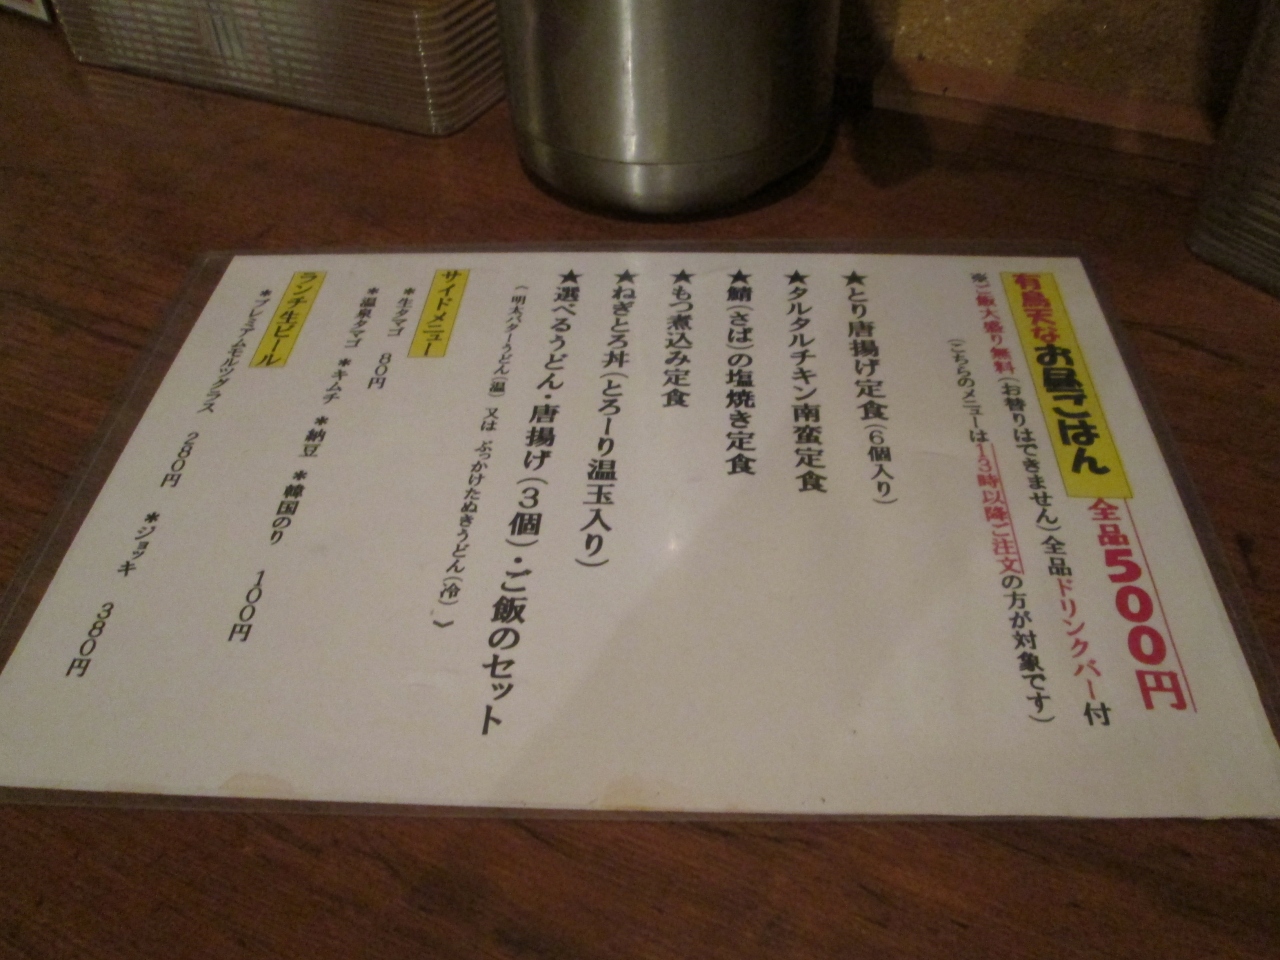 有鳥天な お昼ごはん 全品500円
※ご飯大盛り無料(お替りはできません)全品ドリンクバー付
(こちらのメニューは13時以降ご注文の方が対象です)
★とり唐揚げ定食(6個入り)
★タルタルチキン南蛮定食
★鯖(さば)の塩焼き定食
★もつ煮込み定食
★ねぎとろ丼(とろーり温玉入り)
★選べるうどん・唐揚げ(3個)・ご飯のセット
(明太バターうどん(温) 又は ぶっかけたぬきうどん(冷))
サイドメニュー
*生タマゴ 80円
*温泉タマゴ *キムチ *納豆 *韓国のり 100円
ランチ生ビール
*プレミアムモルツグラス 280円 *ジョッキ 380円